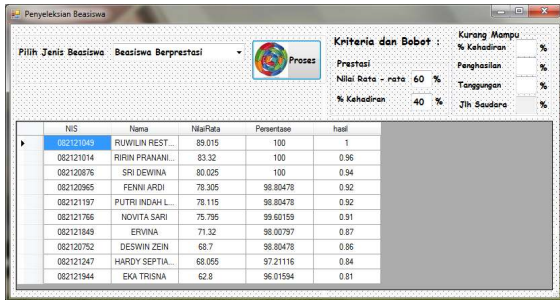 Penyeleksian Beasiswa
Pilih Jenis Beasiswa Beasiswa Berprestasi
Proses
Kriteria dan Bobot :
Prestasi
Nilai Rata - rata 60 %
% Kehadiran 40 %
Kurang Mampu
% Kehadiran %
Penghasilan %
Tanggungan %
Jlh Saudara %
NIS Nama NilaiRata Persentase hasil
082121049 RUWILIN REST... 89.015 100 1
082121014 RIRIN PRANANI... 83.32 100 0.96
082120876 SRI DEWINA 80.025 100 0.94
082120965 FENNI ARDI 78.305 98.80478 0.92
082121197 PUTRI INDAH L... 78.115 98.80478 0.92
082121766 NOVITA SARI 75.795 99.60159 0.91
082121849 ERVINA 71.32 98.00797 0.87
082120752 DESWIN ZEIN 68.7 98.80478 0.86
082121247 HARDY SEPTIA... 68.055 97.21116 0.84
082121944 EKA TRISNA 62.8 96.01594 0.81